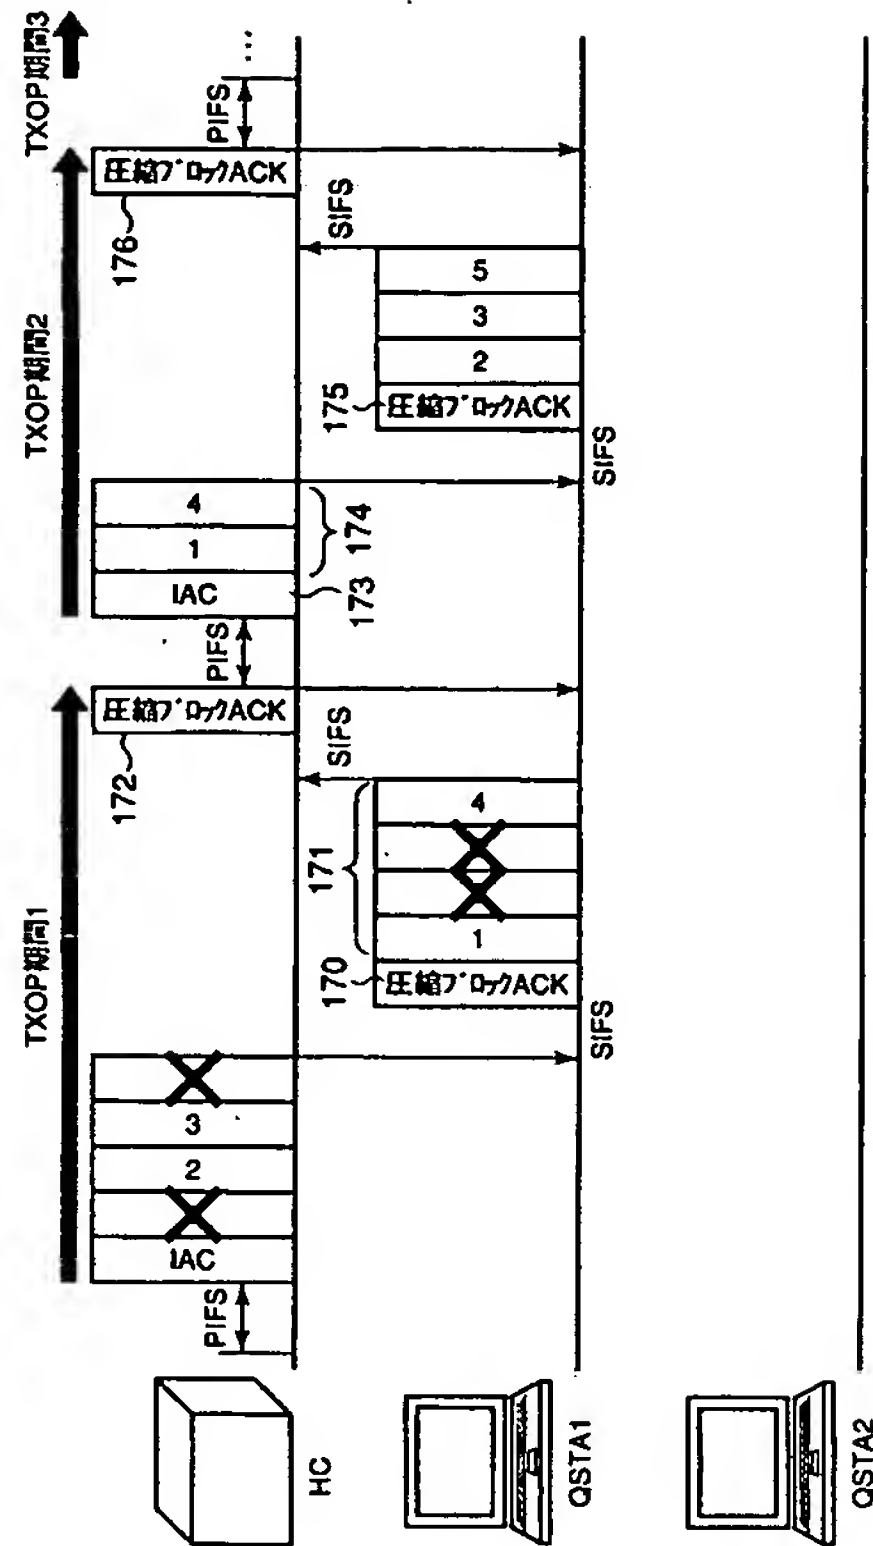 TXOP期間1
TXOP期間2
TXOP期間3
HC
PIFS
IAC
2
3
172
圧縮ブロックACK
PIFS
IAC
1
4
173
174
176
圧縮ブロックACK
PIFS
...
QSTA1
SIFS
170
圧縮ブロックACK
1
4
171
SIFS
SIFS
175
圧縮ブロックACK
2
3
5
SIFS
QSTA2